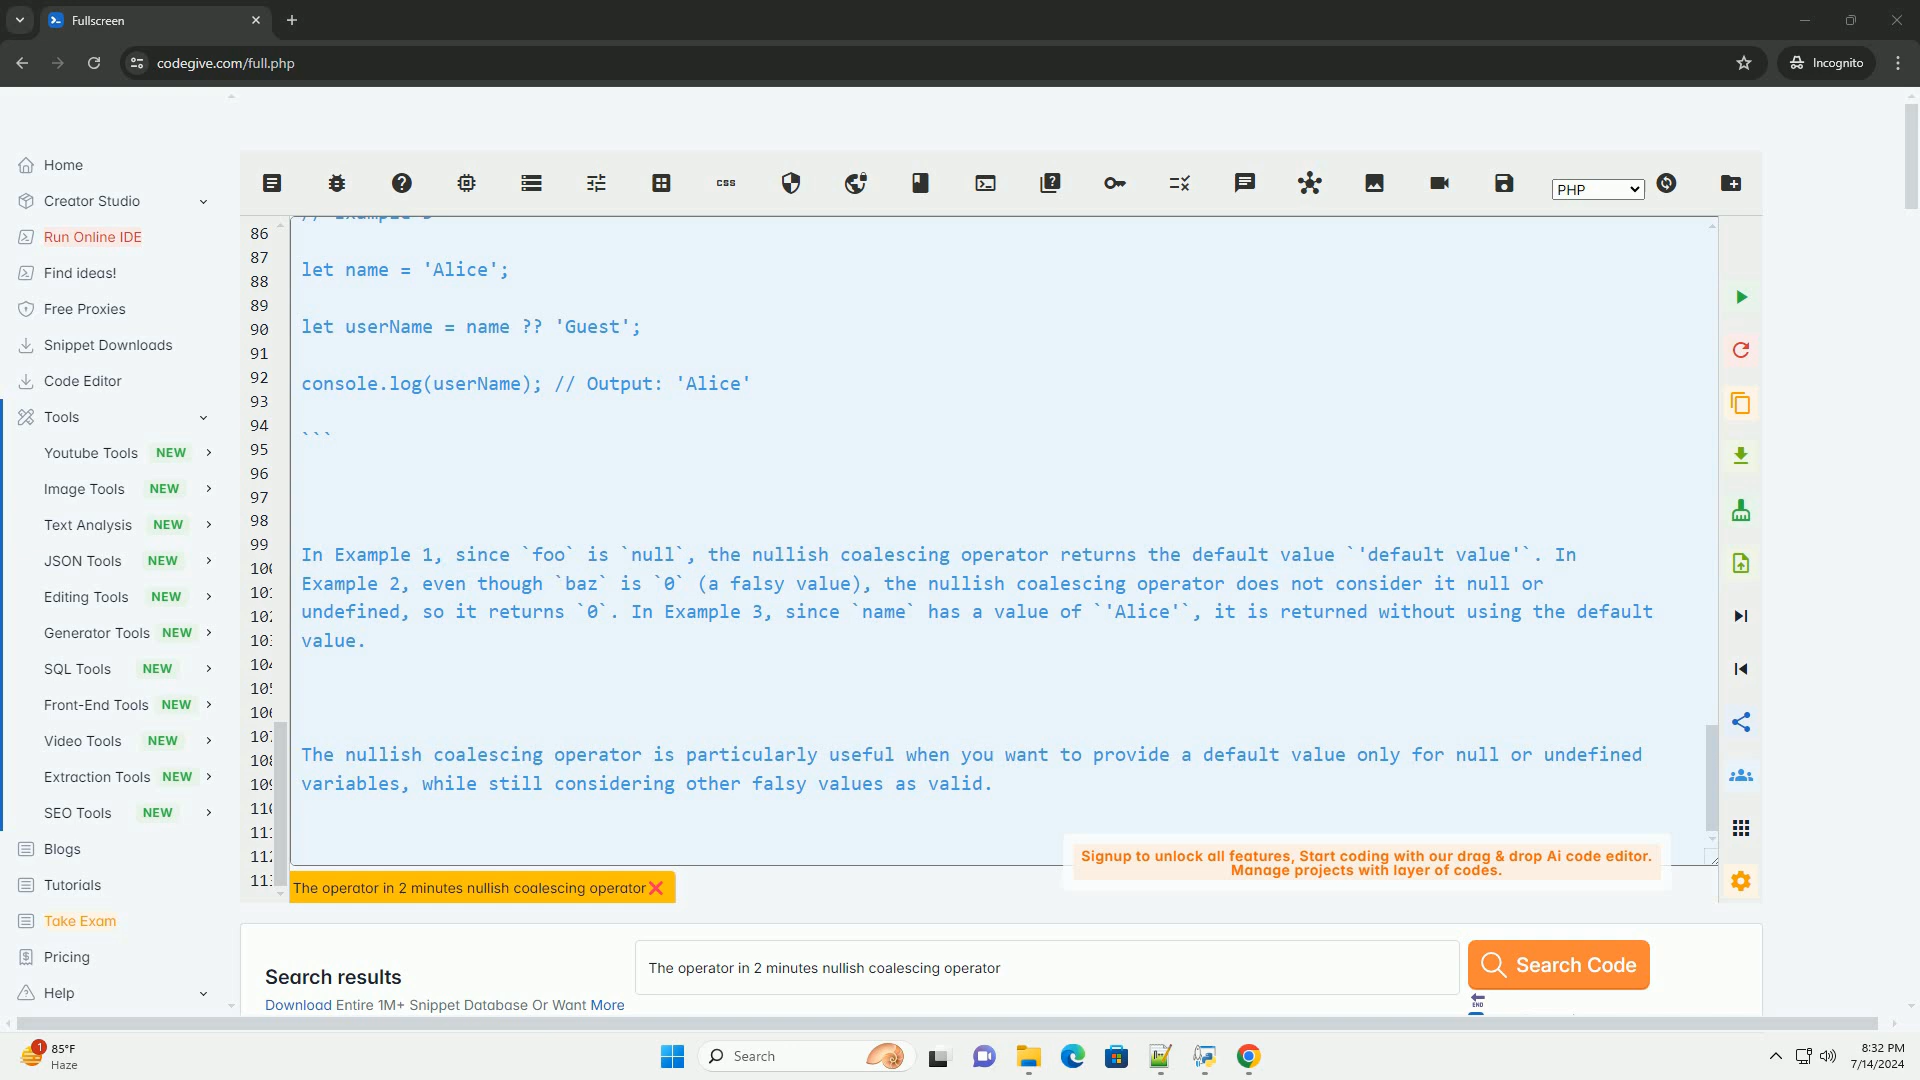 Fullscreen
codegive.com/full.php
Incognito
Home
Creator Studio
Run Online IDE
Find ideas!
Free Proxies
Snippet Downloads
Code Editor
Tools
Youtube Tools NEW
Image Tools NEW
Text Analysis NEW
JSON Tools NEW
Editing Tools NEW
Generator Tools NEW
SQL Tools NEW
Front-End Tools NEW
Video Tools NEW
Extraction Tools NEW
SEO Tools NEW
Blogs
Tutorials
Take Exam
Pricing
Help
css
PHP
86
87
88
89
90
91
92
93
94
95
96
97
98
99
let name = 'Alice';
let userName = name ?? 'Guest';
console.log(userName); // Output: 'Alice'
```
In Example 1, since `foo` is `null`, the nullish coalescing operator returns the default value `'default value'`. In
Example 2, even though `baz` is `0` (a falsy value), the nullish coalescing operator does not consider it null or
undefined, so it returns `0`. In Example 3, since `name` has a value of `'Alice'`, it is returned without using the default
value.
The nullish coalescing operator is particularly useful when you want to provide a default value only for null or undefined
variables, while still considering other falsy values as valid.
Signup to unlock all features, Start coding with our drag & drop Ai code editor.
Manage projects with layer of codes.
The operator in 2 minutes nullish coalescing operator
Search results
Download Entire 1M+ Snippet Database Or Want More
The operator in 2 minutes nullish coalescing operator
Search Code
END
1
85°F
Haze
Search
8:32 PM
7/14/2024